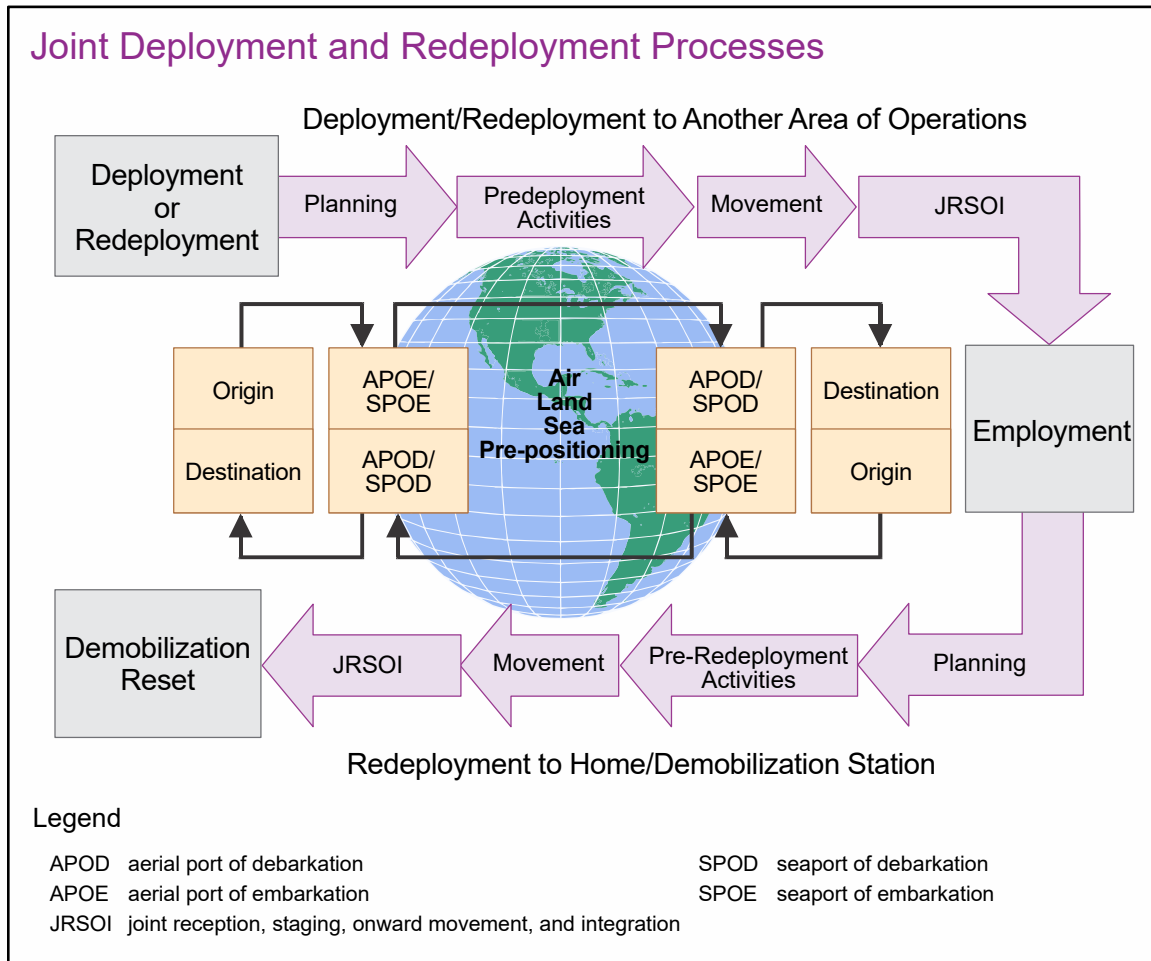 Joint Deployment and Redeployment Processes
Deployment/Redeployment to Another Area of Operations
Deployment
or
Redeployment
Planning
Predeployment
Activities
Movement
JRSOI
Origin
APOE/
SPOE
Air
Land
Sea
Pre-positioning
APOD/
SPOD
Destination
Destination
APOD/
SPOD
APOE/
SPOE
Origin
Employment
Demobilization
Reset
JRSOI
Movement
Pre-Redeployment
Activities
Planning
Redeployment to Home/Demobilization Station
Legend
APOD aerial port of debarkation
APOE aerial port of embarkation
JRSOI joint reception, staging, onward movement, and integration
SPOD seaport of debarkation
SPOE seaport of embarkation